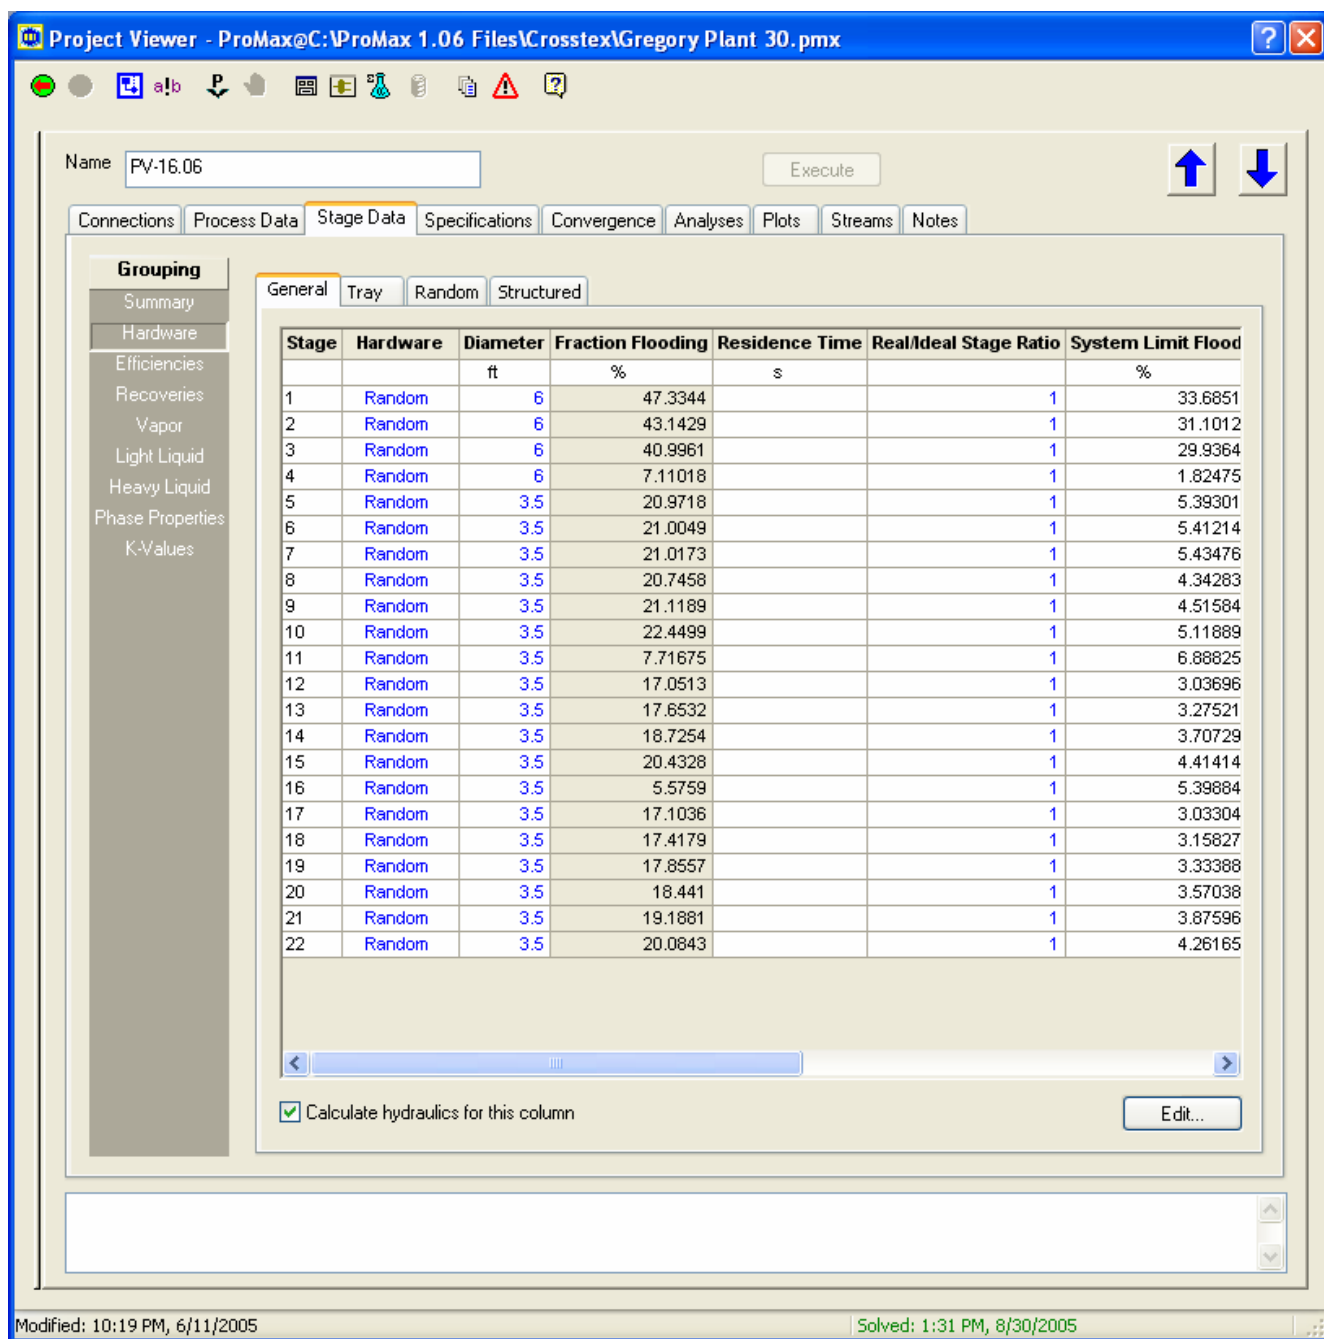 Project Viewer - ProMax@C:\ProMax 1.06 Files\Crosstex\Gregory Plant 30.pmx
a!b
Name PV-16.06 Execute
Connections Process Data Stage Data Specifications Convergence Analyses Plots Streams Notes
Grouping
Summary
Hardware
Efficiencies
Recoveries
Vapor
Light Liquid
Heavy Liquid
Phase Properties
K-Values
General Tray Random Structured
Stage Hardware Diameter Fraction Flooding Residence Time Real/Ideal Stage Ratio System Limit Flood
ft % s %
1 Random 6 47.3344 1 33.6851
2 Random 6 43.1429 1 31.1012
3 Random 6 40.9961 1 29.9364
4 Random 6 7.11018 1 1.82475
5 Random 3.5 20.9718 1 5.39301
6 Random 3.5 21.0049 1 5.41214
7 Random 3.5 21.0173 1 5.43476
8 Random 3.5 20.7458 1 4.34283
9 Random 3.5 21.1189 1 4.51584
10 Random 3.5 22.4499 1 5.11889
11 Random 3.5 7.71675 1 6.88825
12 Random 3.5 17.0513 1 3.03696
13 Random 3.5 17.6532 1 3.27521
14 Random 3.5 18.7254 1 3.70729
15 Random 3.5 20.4328 1 4.41414
16 Random 3.5 5.5759 1 5.39884
17 Random 3.5 17.1036 1 3.03304
18 Random 3.5 17.4179 1 3.15827
19 Random 3.5 17.8557 1 3.33388
20 Random 3.5 18.441 1 3.57038
21 Random 3.5 19.1881 1 3.87596
22 Random 3.5 20.0843 1 4.26165
Calculate hydraulics for this column Edit...
Modified: 10:19 PM, 6/11/2005 Solved: 1:31 PM, 8/30/2005